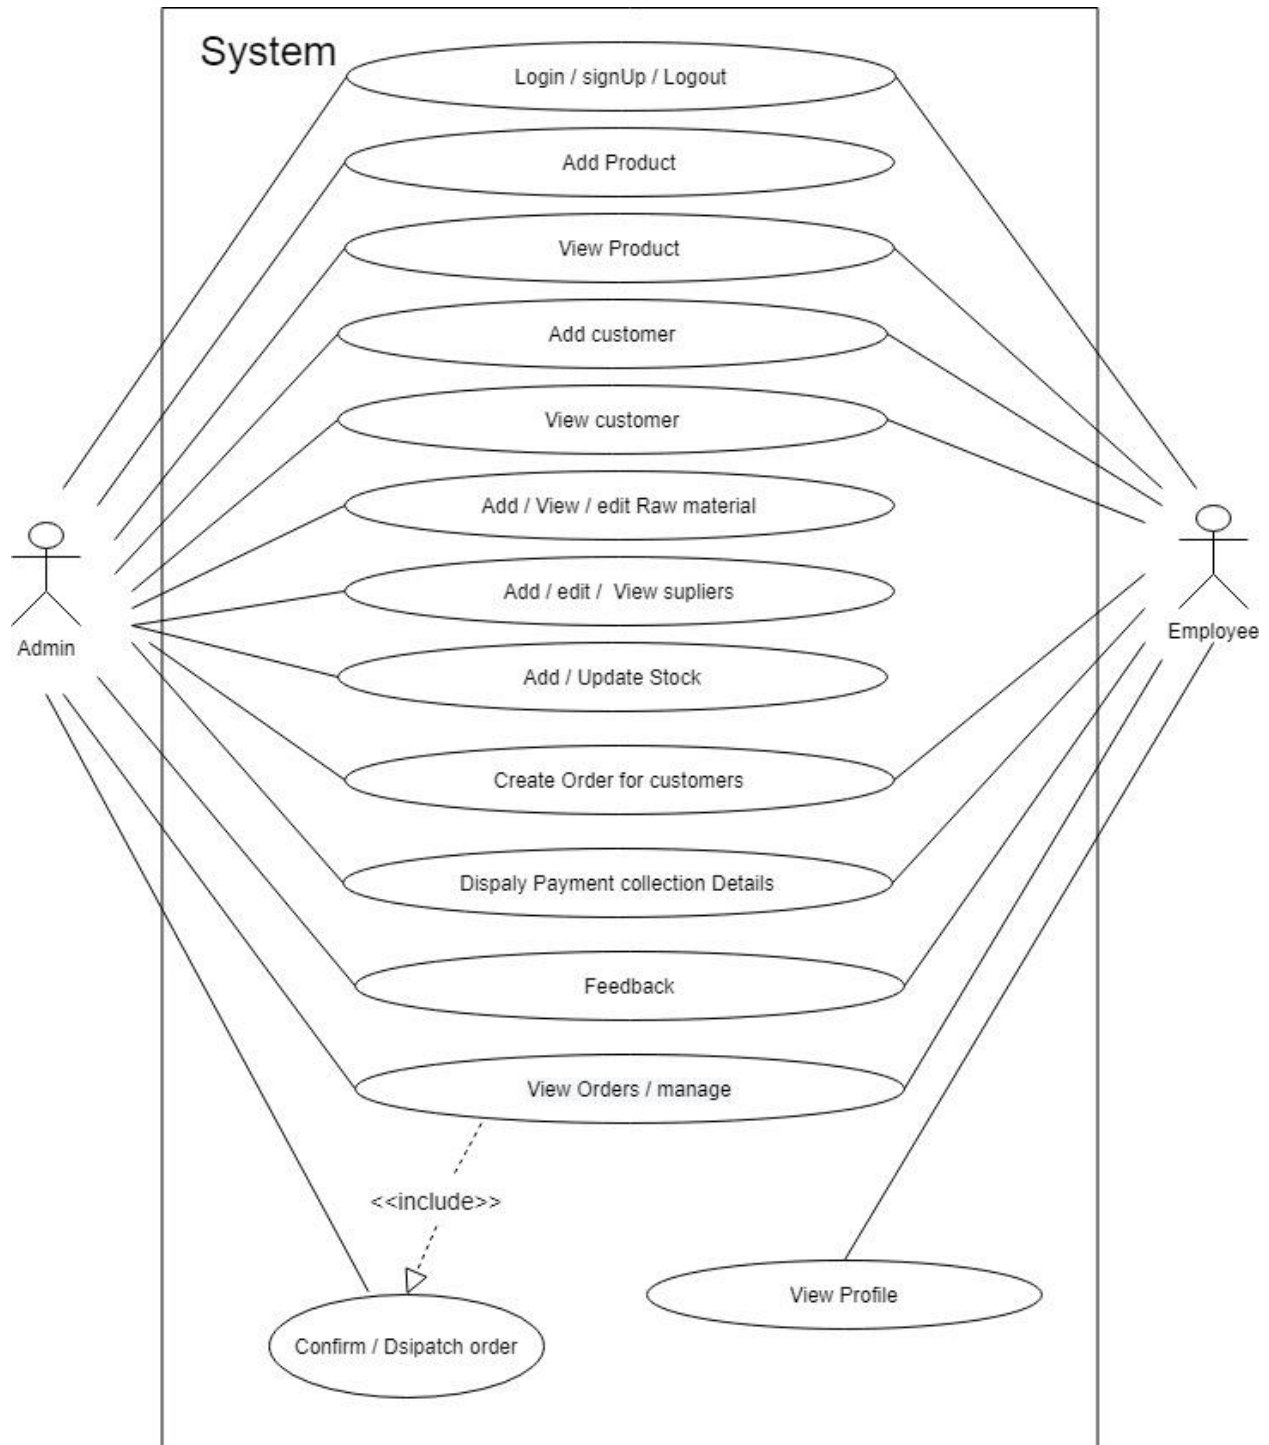 System
Login / signUp / Logout
Add Product
View Product
Add customer
View customer
Add / View / edit Raw material
Add / edit /  View supliers
Add / Update Stock
Admin
Employee
Create Order for customers
Dispaly Payment collection Details
Feedback
View Orders / manage
<<include>>
View Profile
Confirm / Dsipatch order